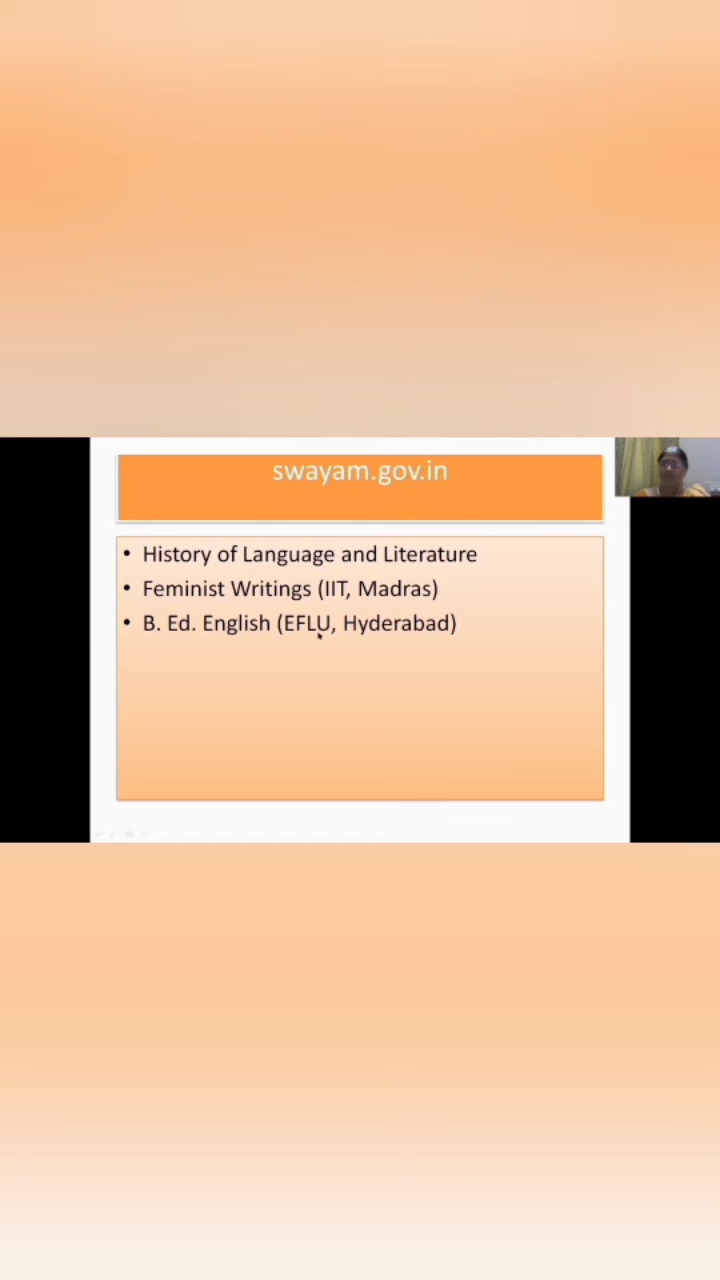 swayam.gov.in
• History of Language and Literature
• Feminist Writings (IIT, Madras)
• B. Ed. English (EFLU, Hyderabad)